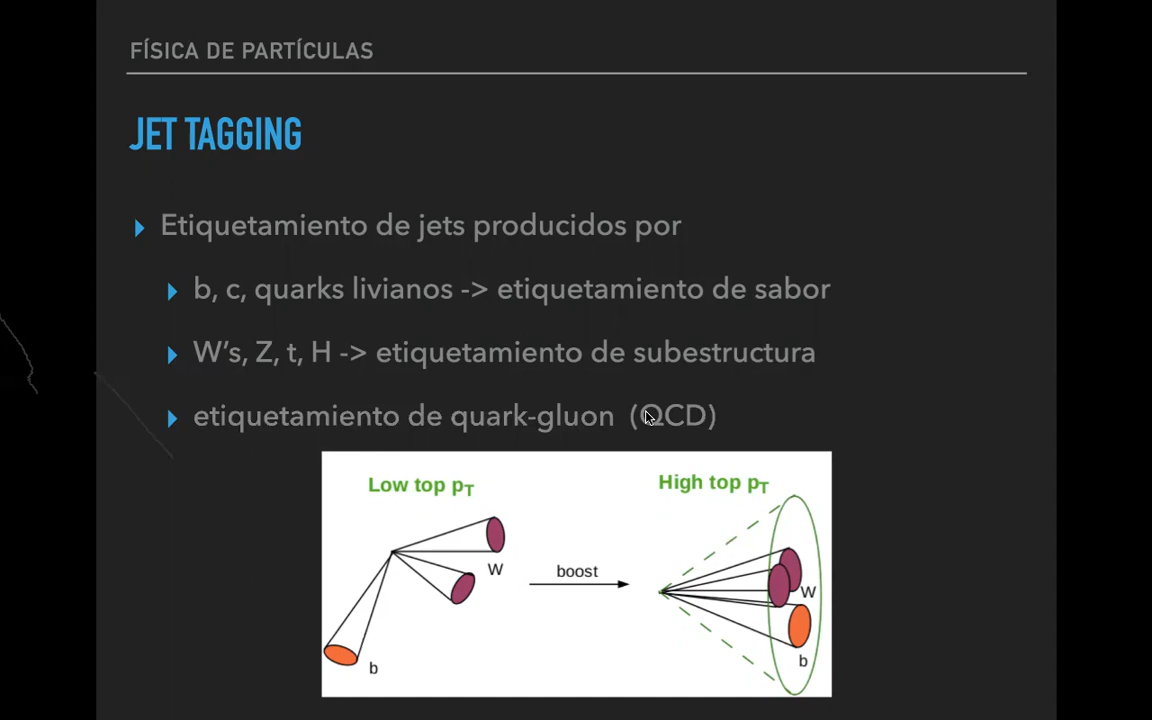 FÍSICA DE PARTÍCULAS
JET TAGGING
Etiquetamiento de jets producidos por
b, c, quarks livianos -> etiquetamiento de sabor
W’s, Z, t, H -> etiquetamiento de subestructura
etiquetamiento de quark-gluon (QCD)
Low top pT
High top pT
W
boost
W
b
b